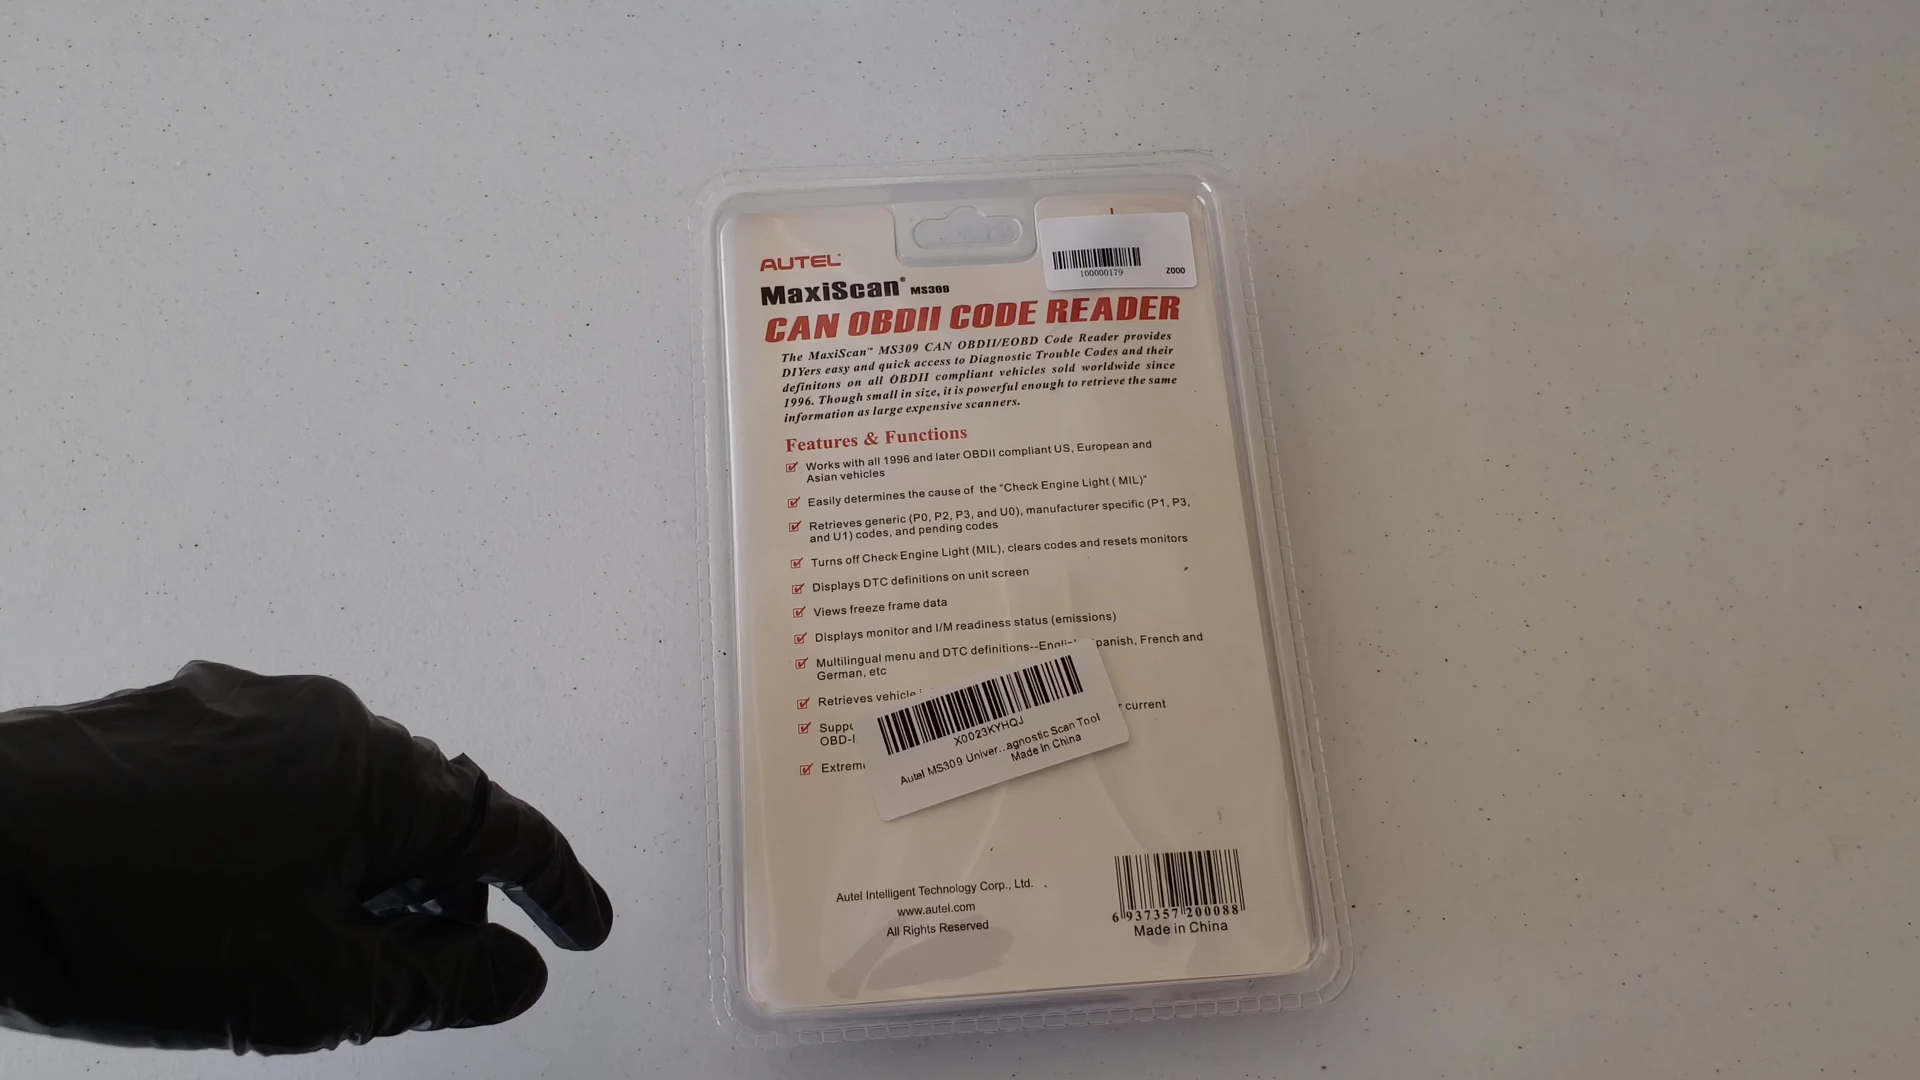 AUTEL
100000179
Z000
MaxiScan® MS309
CAN OBDII CODE READER
The MaxiScan™ MS309 CAN OBDII/EOBD Code Reader provides
DIYers easy and quick access to Diagnostic Trouble Codes and their
definitons on all OBDII compliant vehicles sold worldwide since
1996. Though small in size, it is powerful enough to retrieve the same
information as large expensive scanners.
Features & Functions
Works with all 1996 and later OBDII compliant US, European and
Asian vehicles
Easily determines the cause of the "Check Engine Light ( MIL)"
Retrieves generic (P0, P2, P3, and U0), manufacturer specific (P1, P3,
and U1) codes, and pending codes
Turns off Check Engine Light (MIL), clears codes and resets monitors
Displays DTC definitions on unit screen
Views freeze frame data
Displays monitor and I/M readiness status (emissions)
Multilingual menu and DTC definitions--English, Spanish, French and
German, etc
Retrieves vehicle
current
OBD-I
X0023KYHQJ
Autel MS309 Univer...agnostic Scan Tool
Made In China
Autel Intelligent Technology Corp., Ltd.
www.autel.com
All Rights Reserved
6 937357 200088
Made in China